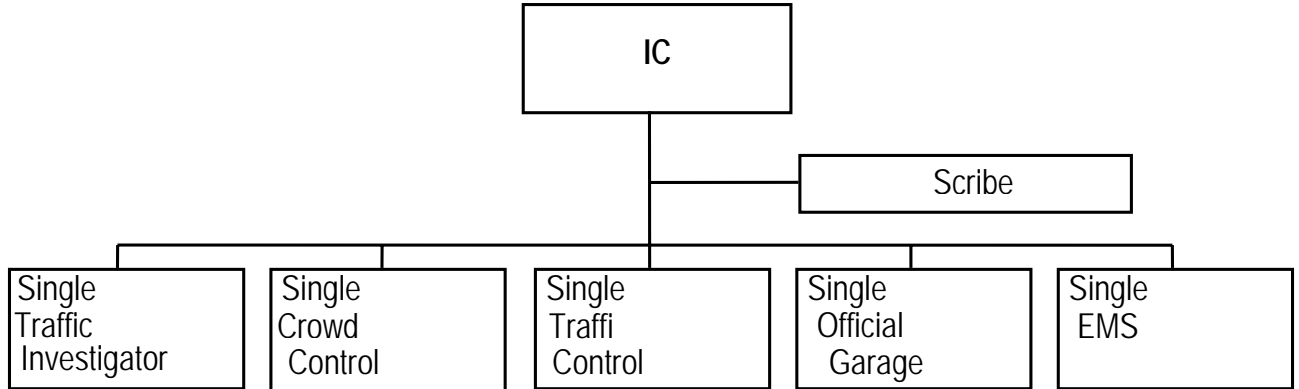 IC
Scribe
Single
Traffic
Investigator
Single
Crowd
Control
Single
Traffi
Control
Single
Official
Garage
Single
EMS